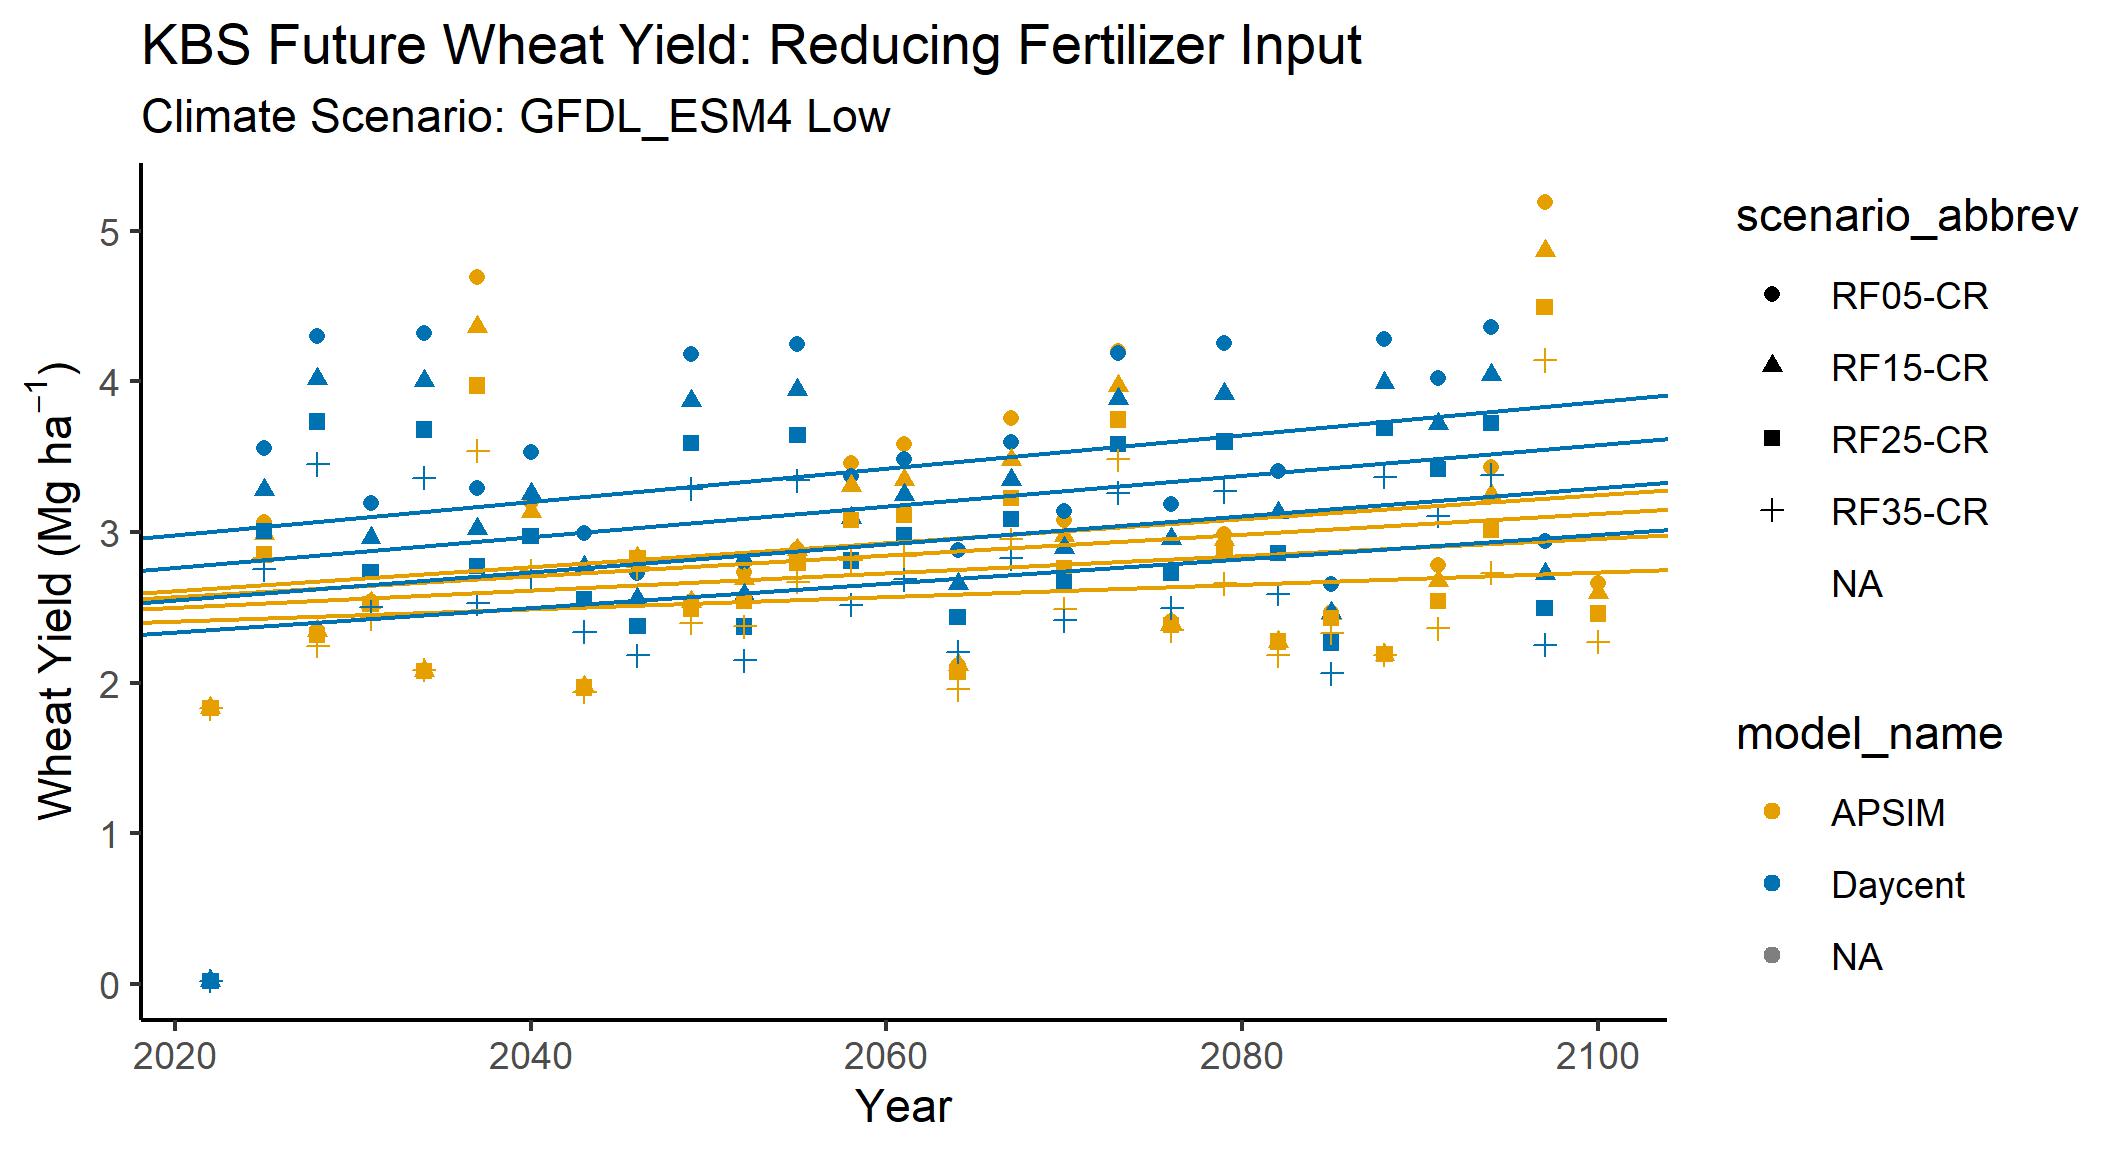 KBS Future Wheat Yield: Reducing Fertilizer Input
Climate Scenario: GFDL_ESM4 Low
Wheat Yield (Mg ha⁻¹)
5
4
3
2
1
0
2020
2040
2060
2080
2100
Year
scenario_abbrev
RF05-CR
RF15-CR
RF25-CR
RF35-CR
NA
model_name
APSIM
Daycent
NA